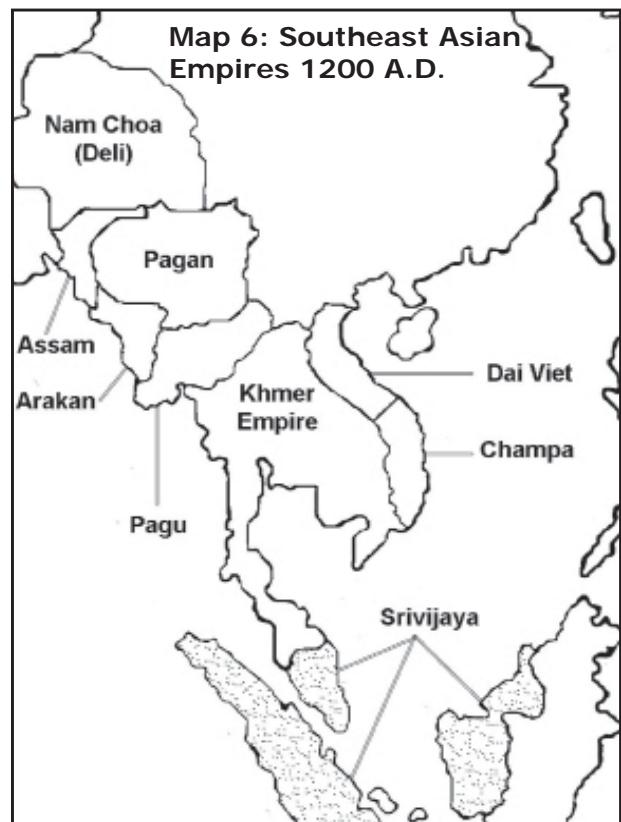 Map 6: Southeast Asian
Empires 1200 A.D.
Nam Choa
(Deli)
Pagan
Assam
Arakan
Dai Viet
Khmer
Empire
Champa
Pagu
Srivijaya